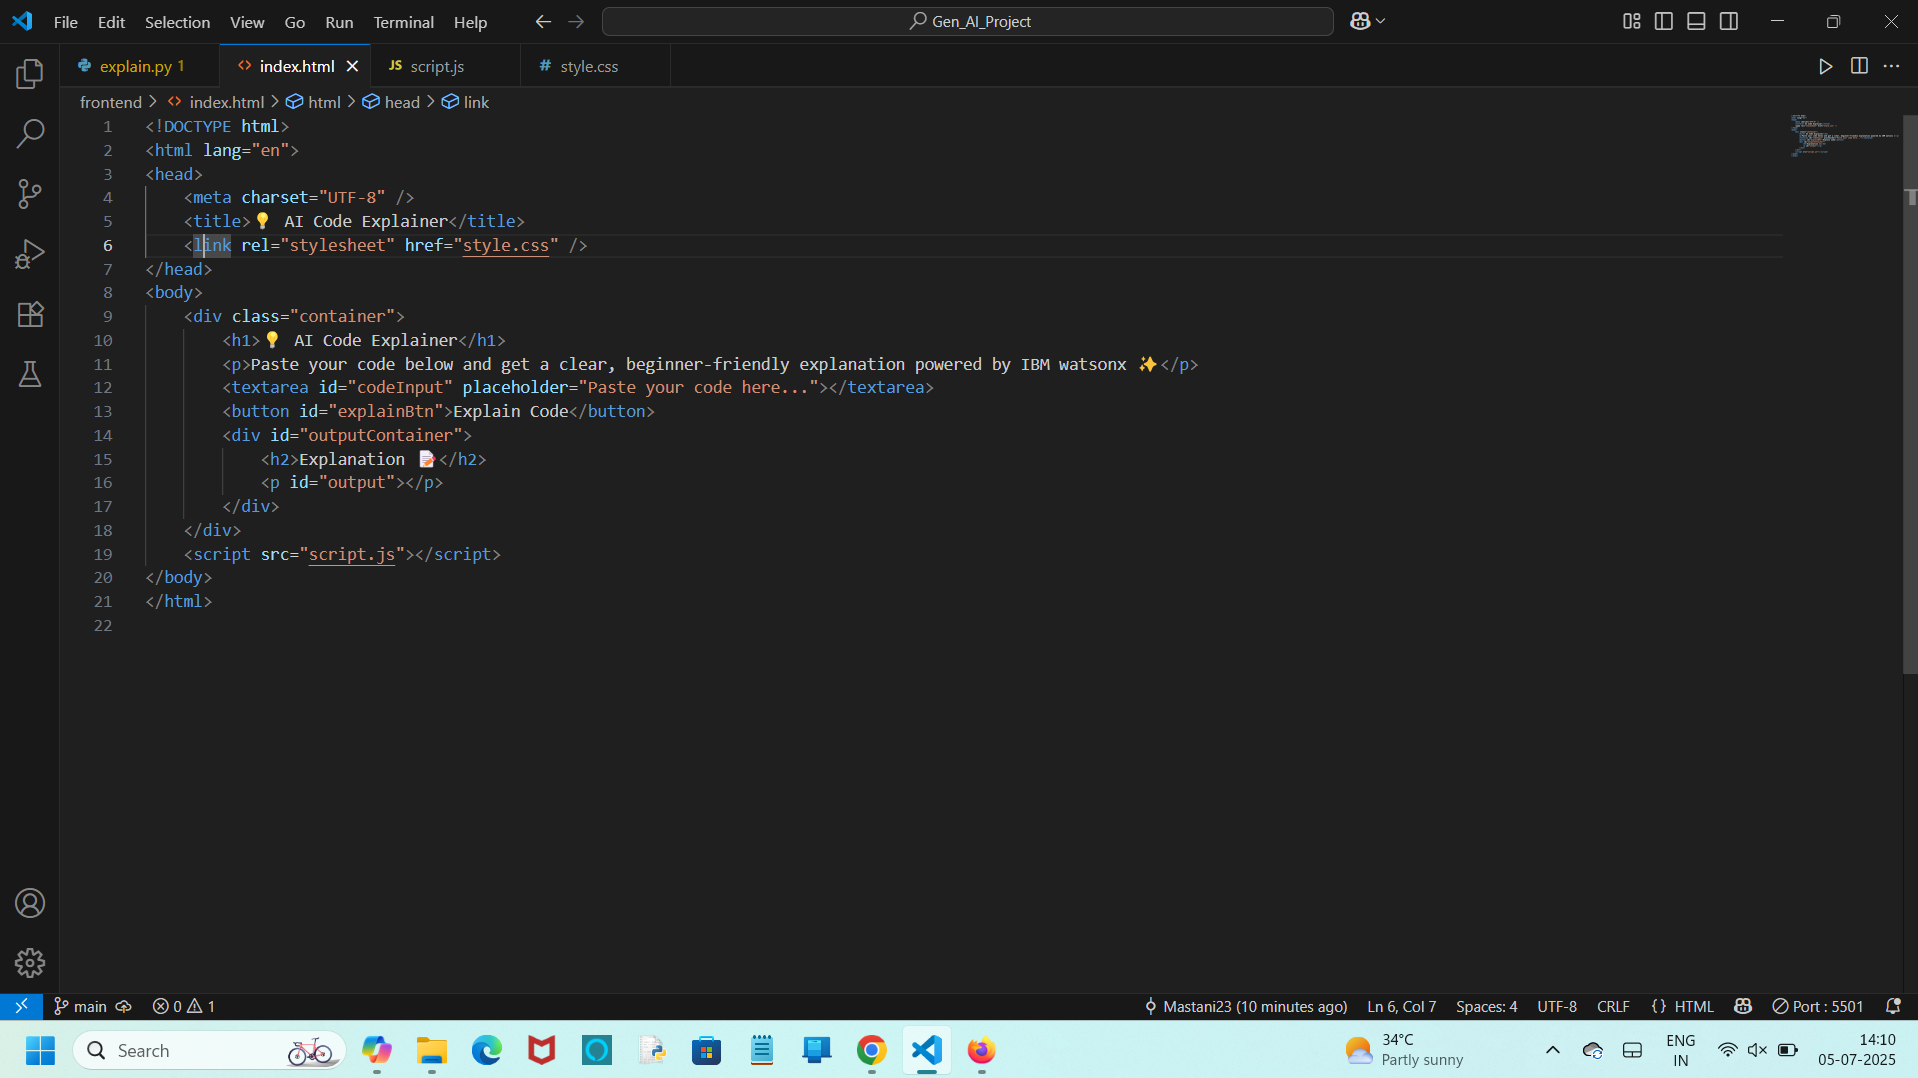 File Edit Selection View Go Run Terminal Help
Gen_AI_Project
explain.py 1
index.html
JS script.js
# style.css
frontend > <> index.html > html > head > link
1 <!DOCTYPE html>
2 <html lang="en">
3 <head>
4 <meta charset="UTF-8" />
5 <title>💡 AI Code Explainer</title>
6 <link rel="stylesheet" href="style.css" />
7 </head>
8 <body>
9 <div class="container">
10 <h1>💡 AI Code Explainer</h1>
11 <p>Paste your code below and get a clear, beginner-friendly explanation powered by IBM watsonx ✨</p>
12 <textarea id="codeInput" placeholder="Paste your code here..."></textarea>
13 <button id="explainBtn">Explain Code</button>
14 <div id="outputContainer">
15 <h2>Explanation 📝</h2>
16 <p id="output"></p>
17 </div>
18 </div>
19 <script src="script.js"></script>
20 </body>
21 </html>
22
main 0 1
Mastani23 (10 minutes ago) Ln 6, Col 7 Spaces: 4 UTF-8 CRLF {} HTML Port : 5501
Search
34°C
Partly sunny
ENG
IN
14:10
05-07-2025